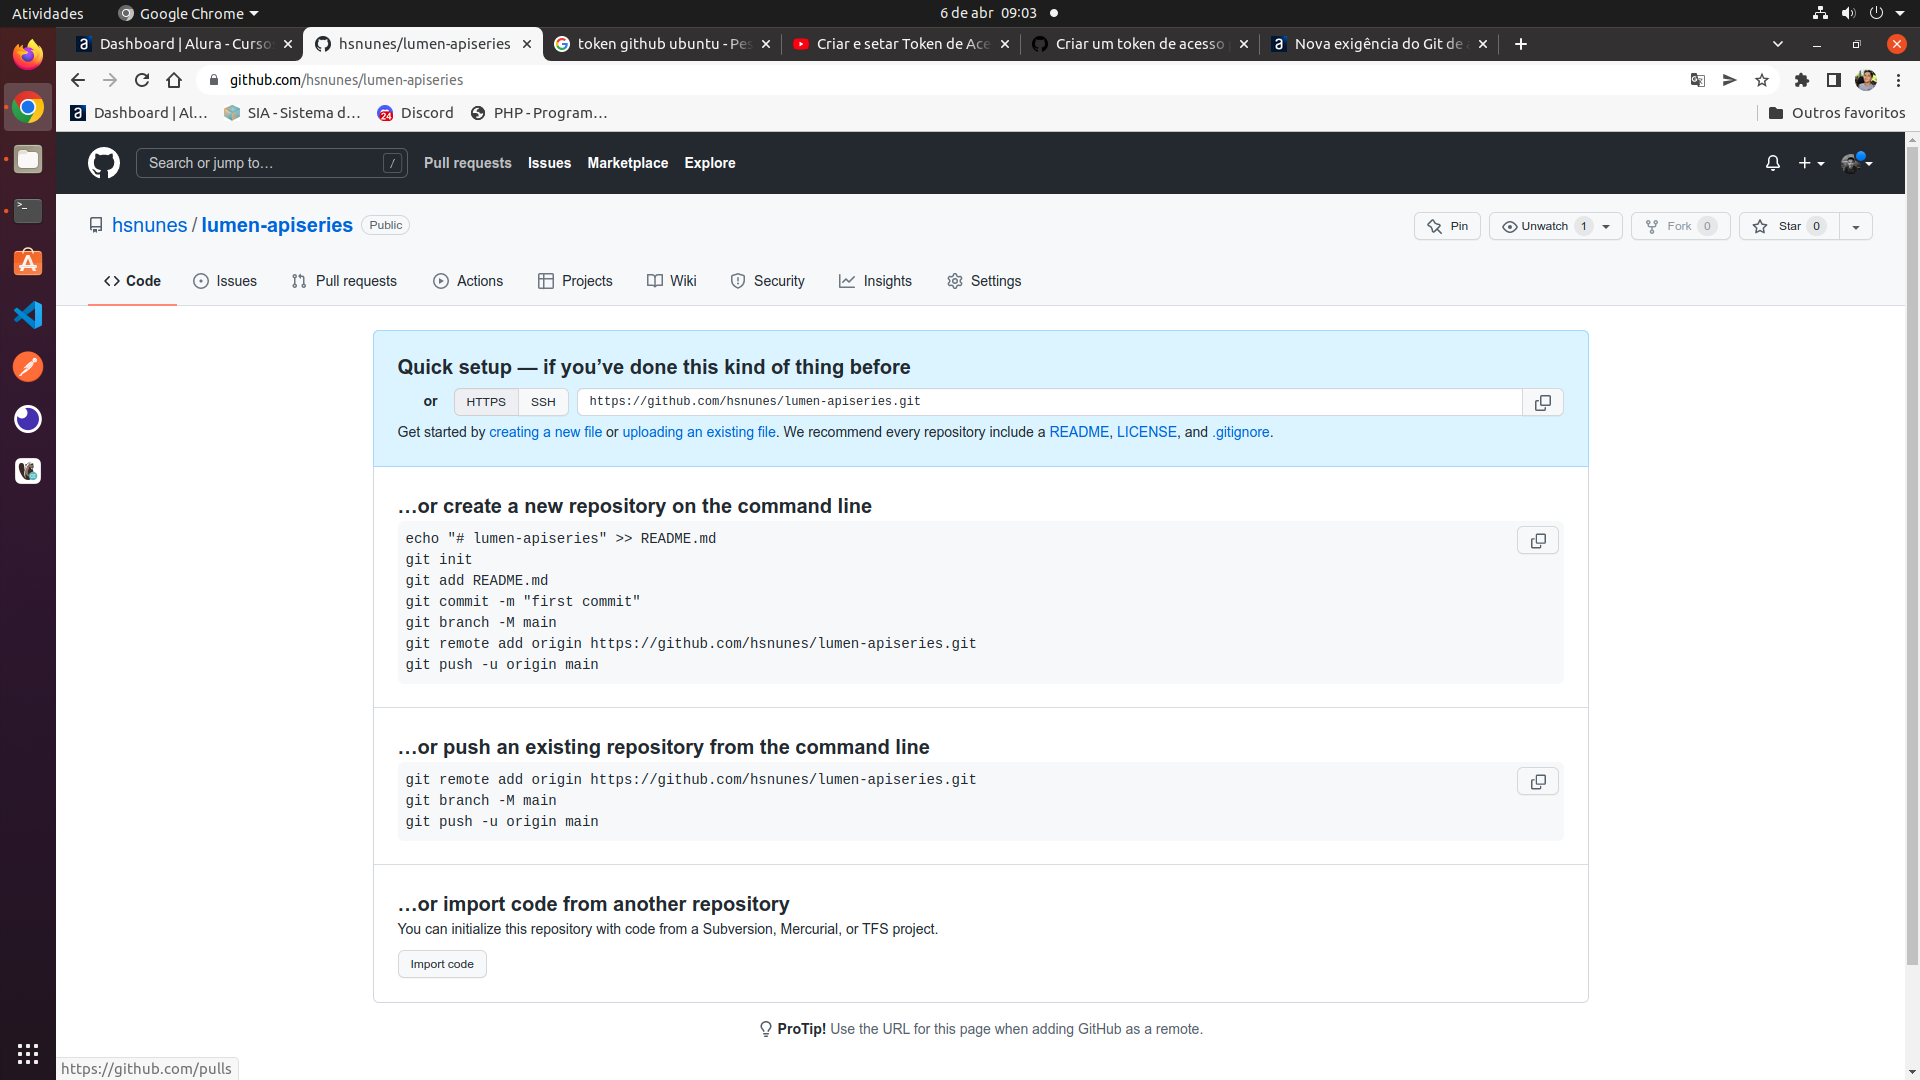 Atividades
Google Chrome
6 de abr 09:03
Dashboard | Alura - Curso
hsnunes/lumen-apiseries
token github ubuntu - Pes
Criar e setar Token de Ace
Criar um token de acesso
Nova exigência do Git de
github.com/hsnunes/lumen-apiseries
Dashboard | Al...
SIA - Sistema d...
24
Discord
PHP - Program...
Outros favoritos
Search or jump to...
/
Pull requests
Issues
Marketplace
Explore
hsnunes / lumen-apiseries
Public
Pin
Unwatch 1
Fork 0
Star 0
Code
Issues
Pull requests
Actions
Projects
Wiki
Security
Insights
Settings
Quick setup — if you’ve done this kind of thing before
or
HTTPS
SSH
https://github.com/hsnunes/lumen-apiseries.git
Get started by creating a new file or uploading an existing file. We recommend every repository include a README, LICENSE, and .gitignore.
…or create a new repository on the command line
echo "# lumen-apiseries" >> README.md
git init
git add README.md
git commit -m "first commit"
git branch -M main
git remote add origin https://github.com/hsnunes/lumen-apiseries.git
git push -u origin main
…or push an existing repository from the command line
git remote add origin https://github.com/hsnunes/lumen-apiseries.git
git branch -M main
git push -u origin main
…or import code from another repository
You can initialize this repository with code from a Subversion, Mercurial, or TFS project.
Import code
ProTip! Use the URL for this page when adding GitHub as a remote.
https://github.com/pulls